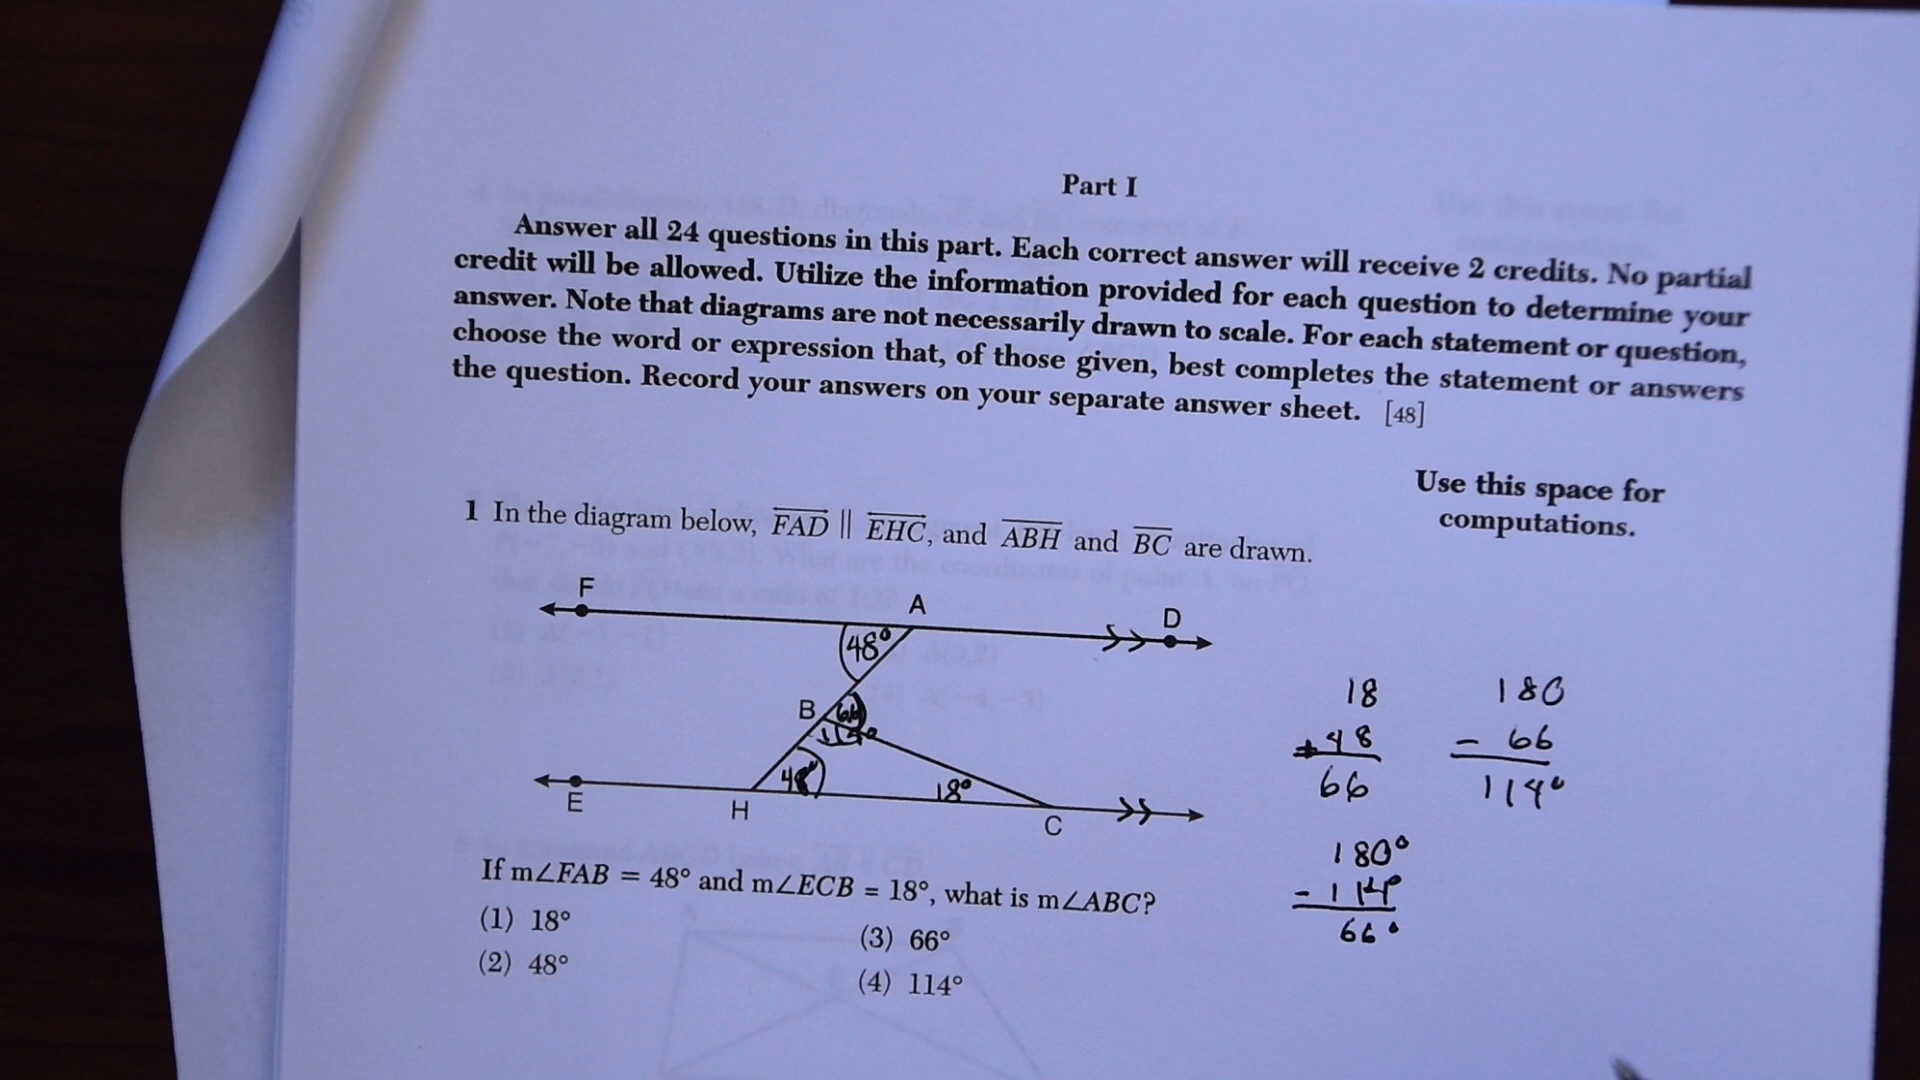 Part I
Answer all 24 questions in this part. Each correct answer will receive 2 credits. No partial
credit will be allowed. Utilize the information provided for each question to determine your
answer. Note that diagrams are not necessarily drawn to scale. For each statement or question,
choose the word or expression that, of those given, best completes the statement or answers
the question. Record your answers on your separate answer sheet. [48]
Use this space for
computations.
1 In the diagram below, FAD || EHC, and ABH and BC are drawn.
F
A
D
48°
B 66
114°
48°
18°
E
H
C
18
+48
66
180
- 66
114°
180°
- 114°
66°
If m∠FAB = 48° and m∠ECB = 18°, what is m∠ABC?
(1) 18°
(2) 48°
(3) 66°
(4) 114°